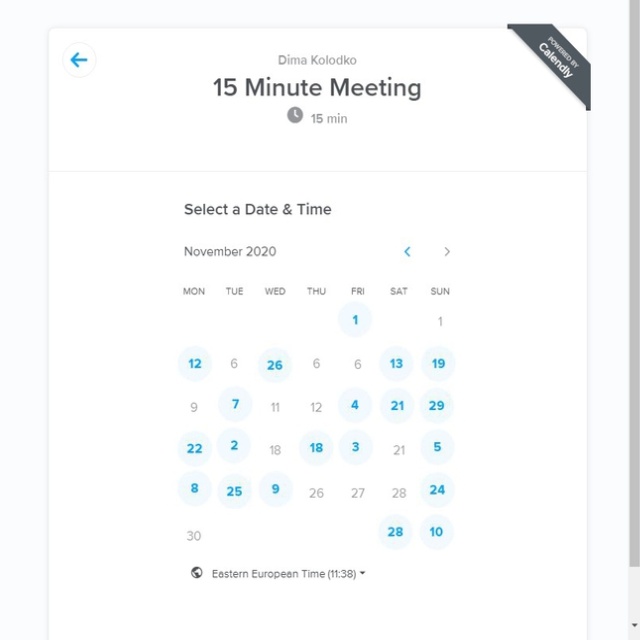 POWERED BY
Calendly
Dima Kolodko
15 Minute Meeting
15 min
Select a Date & Time
November 2020
MON TUE WED THU FRI SAT SUN
1 1
12 6 26 6 6 13 19
9 7 11 12 4 21 29
22 2 18 18 3 21 5
8 25 9 26 27 28 24
30 28 10
Eastern European Time (11:38)